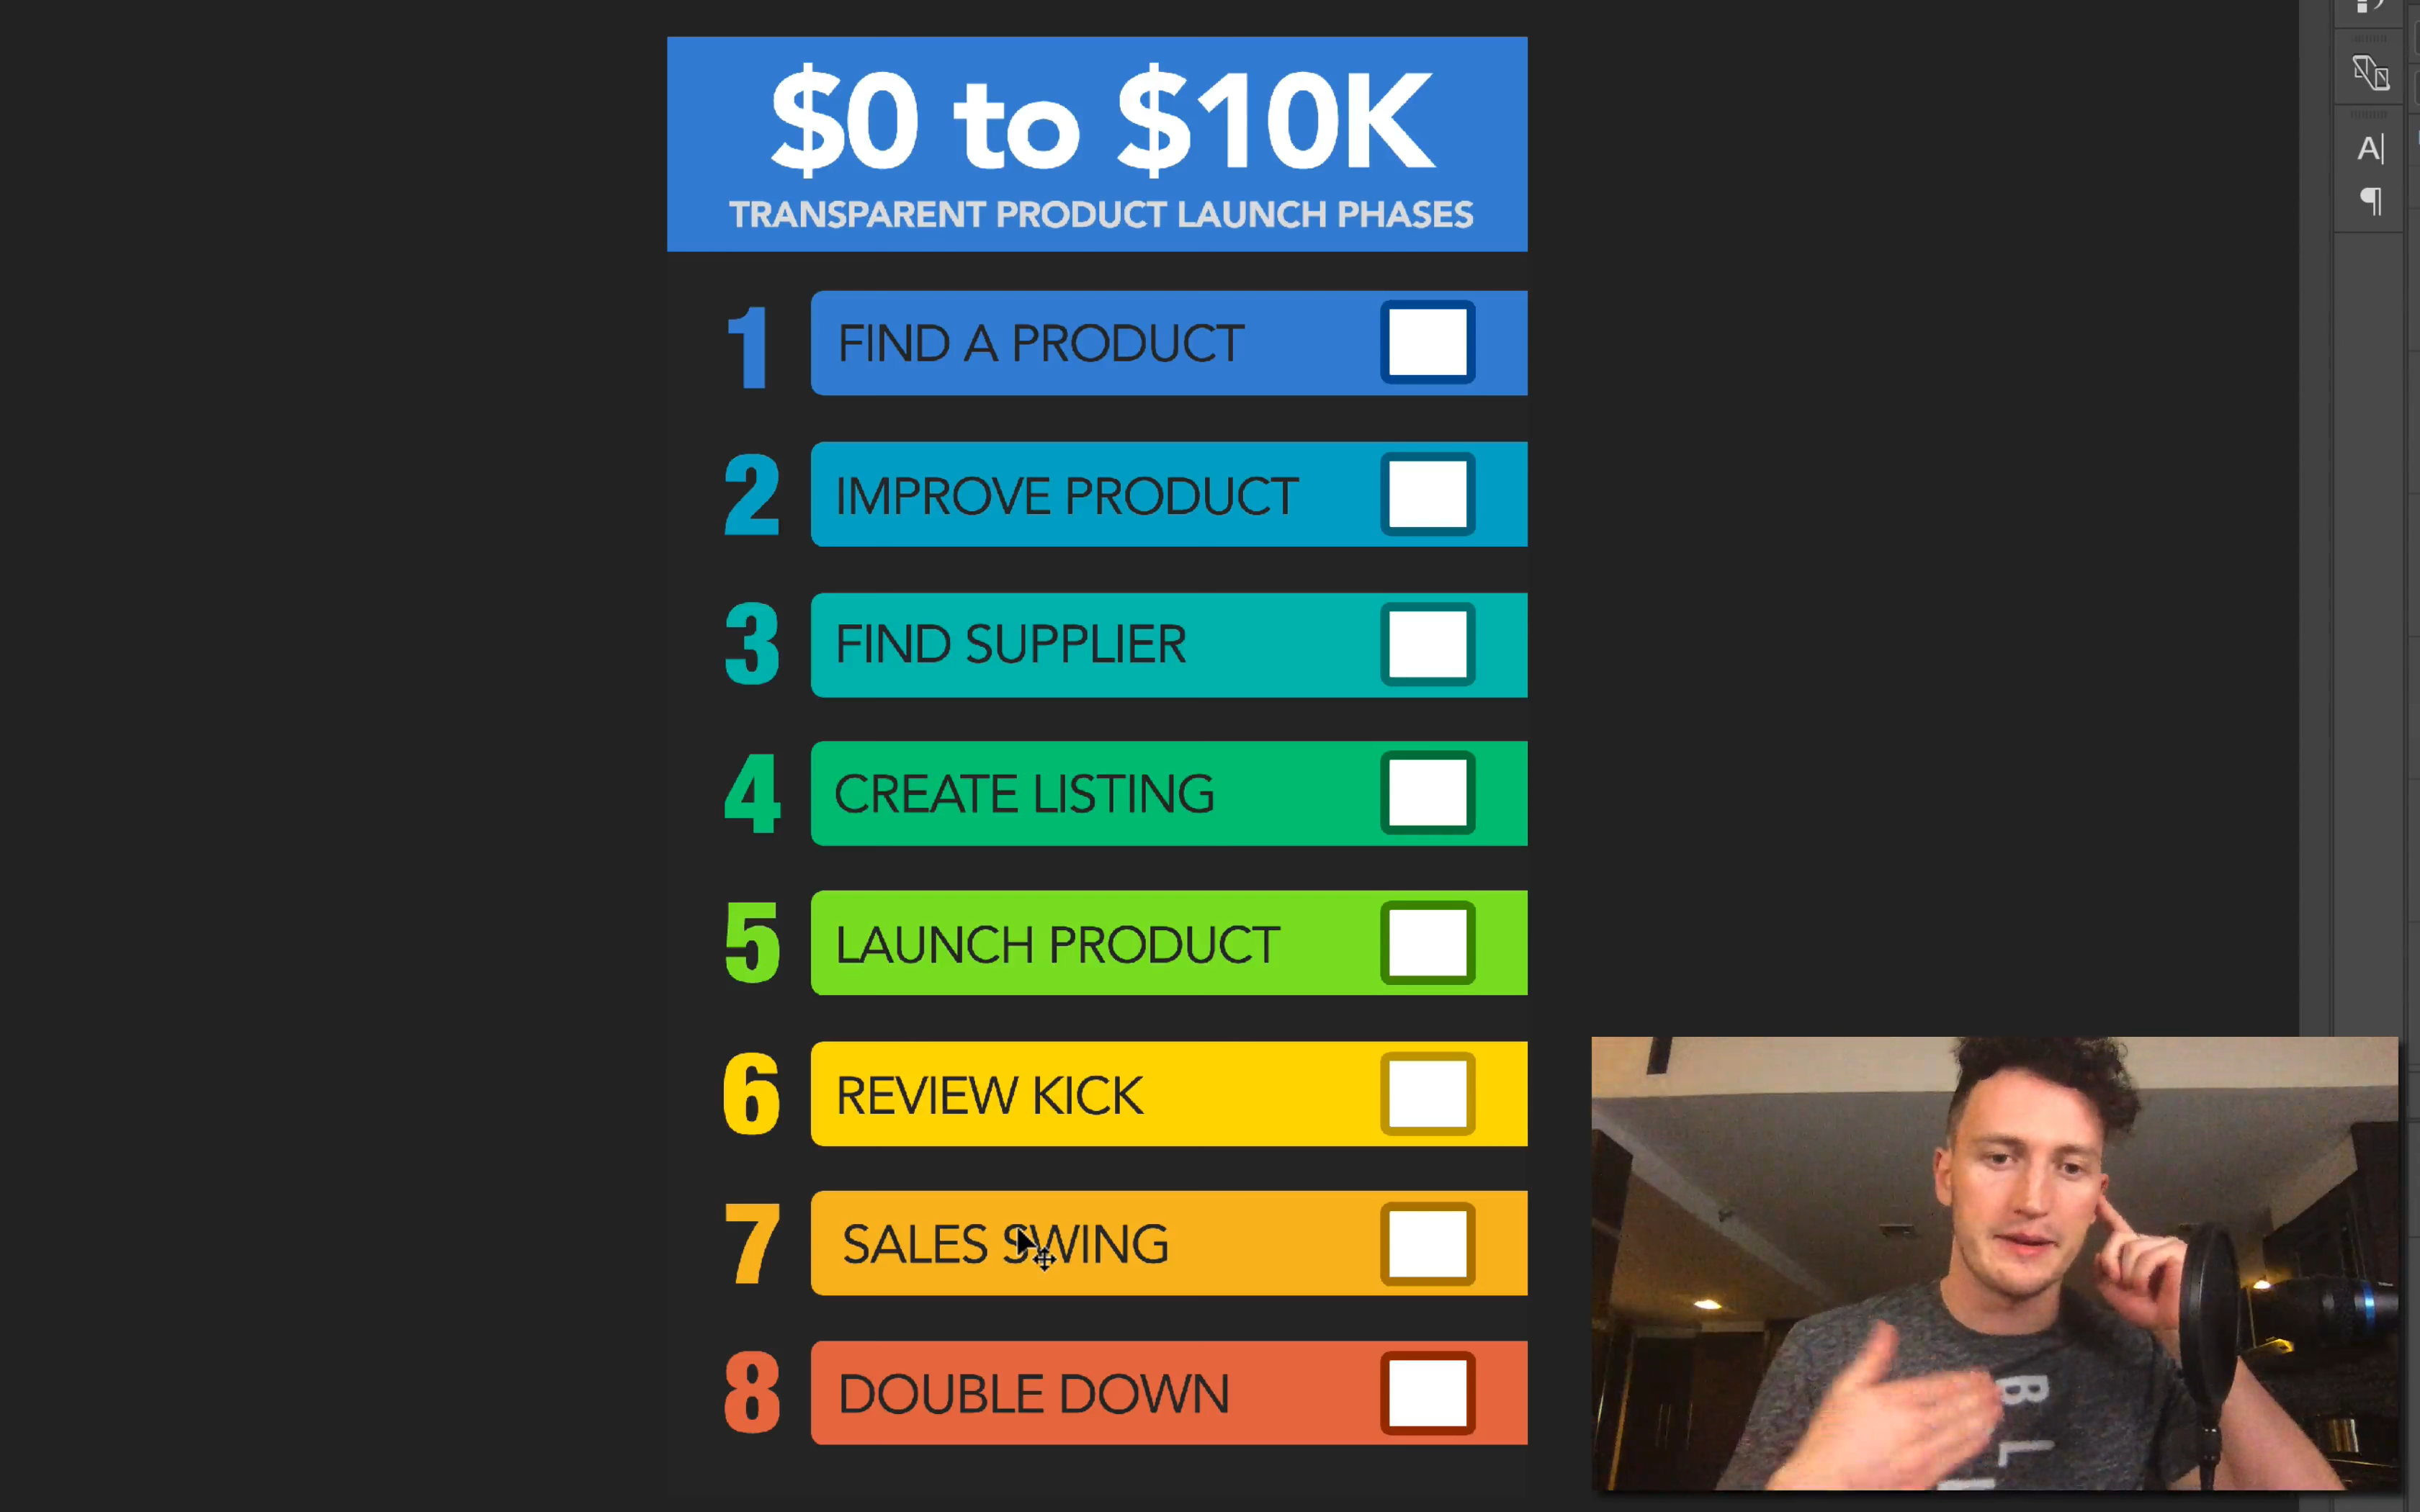 $0 to $10K
TRANSPARENT PRODUCT LAUNCH PHASES
1 FIND A PRODUCT
2 IMPROVE PRODUCT
3 FIND SUPPLIER
4 CREATE LISTING
5 LAUNCH PRODUCT
6 REVIEW KICK
7 SALES SWING
8 DOUBLE DOWN